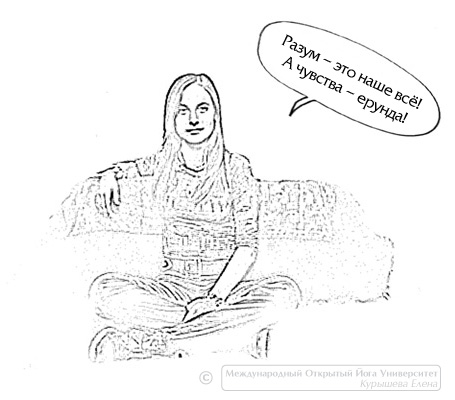 Разум – это наше всё!
А чувства – ерунда!
© Международный Открытый Йога Университет
Курышева Елена